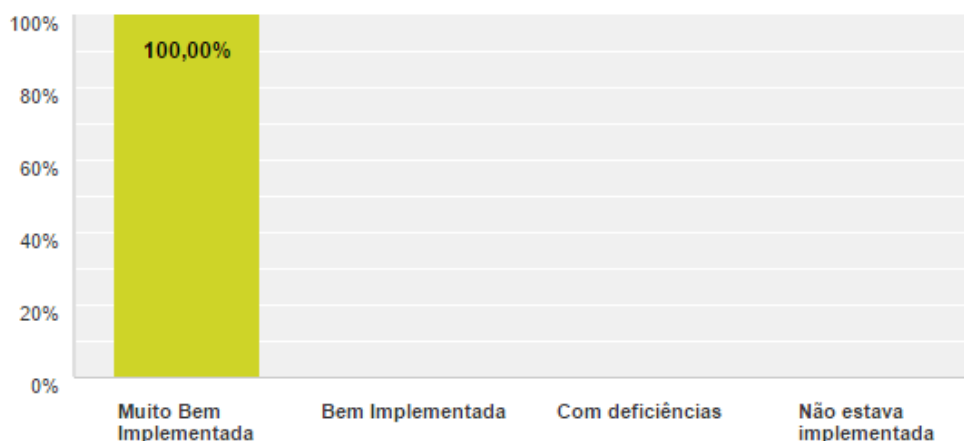 100%
100,00%
80%
60%
40%
20%
0%
Muito Bem
Implementada
Bem Implementada
Com deficiências
Não estava
implementada